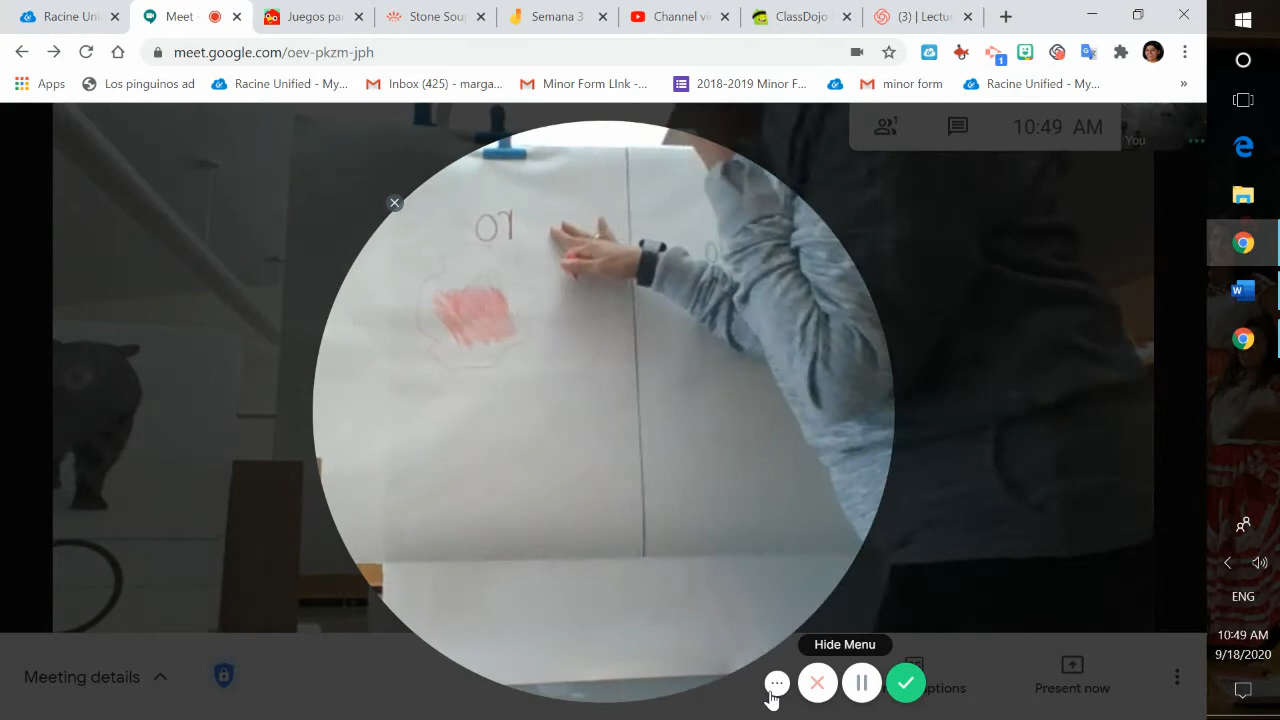 Racine Uni
Meet -
Juegos pa
Stone Sou
Semana 3
Channel vi
ClassDojo
(3) | Lectu
meet.google.com/oev-pkzm-jph
1
Apps
Los pinguinos ad
Racine Unified - My...
Inbox (425) - marga...
Minor Form LInk -...
2018-2019 Minor F...
minor form
Racine Unified - My...
»
1
10:49 AM
You
Hide Menu
Meeting details
Present now
ENG
10:49 AM
9/18/2020